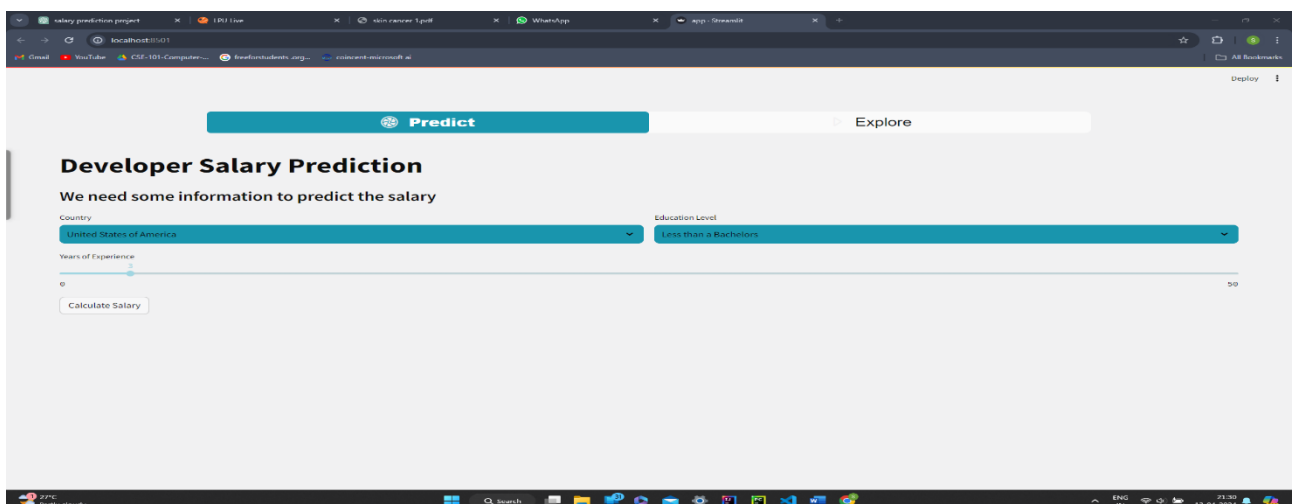 salary prediction project LPU Live skin cancer 1.pdf WhatsApp app · Streamlit
localhost:8501
Gmail YouTube CSE-101-Computer-... freeforstudents .org... coincent-microsoft ai All Bookmarks
Deploy
Predict Explore
Developer Salary Prediction
We need some information to predict the salary
Country Education Level
United States of America Less than a Bachelors
Years of Experience
3
0 50
Calculate Salary
27°C ENG 21:30
Search